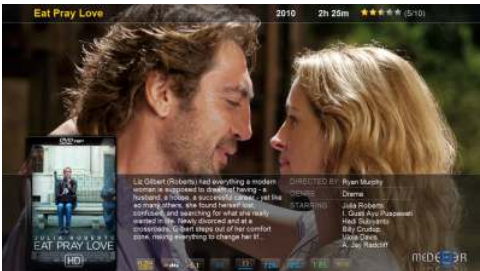 Eat Pray Love
2010
2h 25m
(5/10)
DVD
JULIA ROBERTS
EAT PRAY LOVE
HD
Liz Gilbert (Roberts) had everything a modern
woman is supposed to dream of having - a
husband, a house, a successful career - yet like
so many others, she found herself lost,
confused, and searching for what she really
wanted in life. Newly divorced and at a
crossroads, Gilbert steps out of her comfort
zone, risking everything to change her lif...
DIRECTED BY Ryan Murphy
GENRE Drama
STARRING Julia Roberts
I. Gusti Ayu Puspawati
Hadi Subiyanto
Billy Crudup
Viola Davis
A. Jay Radcliff
5.1